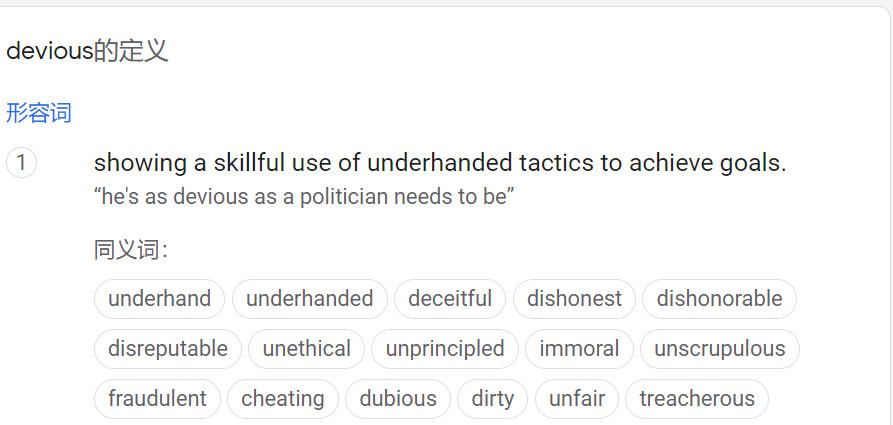 devious的定义
形容词
1 showing a skillful use of underhanded tactics to achieve goals.
“he's as devious as a politician needs to be”
同义词：
underhand underhanded deceitful dishonest dishonorable
disreputable unethical unprincipled immoral unscrupulous
fraudulent cheating dubious dirty unfair treacherous